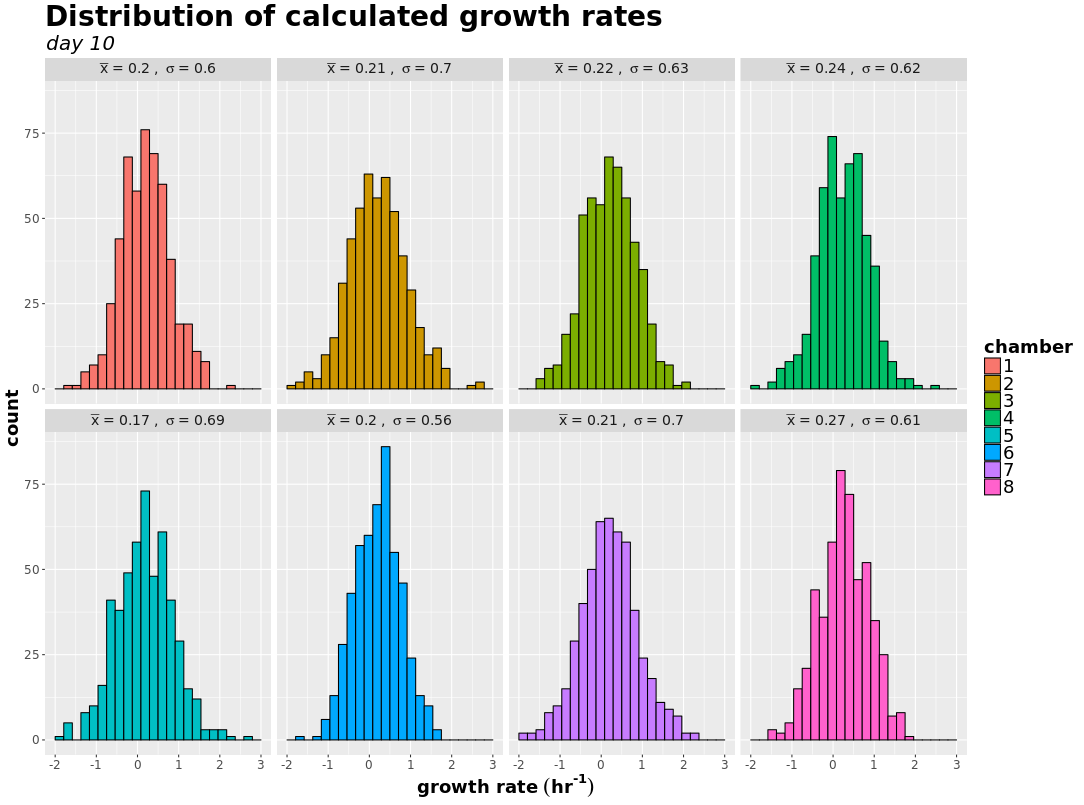 Distribution of calculated growth rates
day 10
x̅ = 0.2 , σ = 0.6
x̅ = 0.21 , σ = 0.7
x̅ = 0.22 , σ = 0.63
x̅ = 0.24 , σ = 0.62
75
50
25
0
x̅ = 0.17 , σ = 0.69
x̅ = 0.2 , σ = 0.56
x̅ = 0.21 , σ = 0.7
x̅ = 0.27 , σ = 0.61
75
50
25
0
-2 -1 0 1 2 3
-2 -1 0 1 2 3
-2 -1 0 1 2 3
-2 -1 0 1 2 3
growth rate (hr⁻¹)
count
chamber
1
2
3
4
5
6
7
8